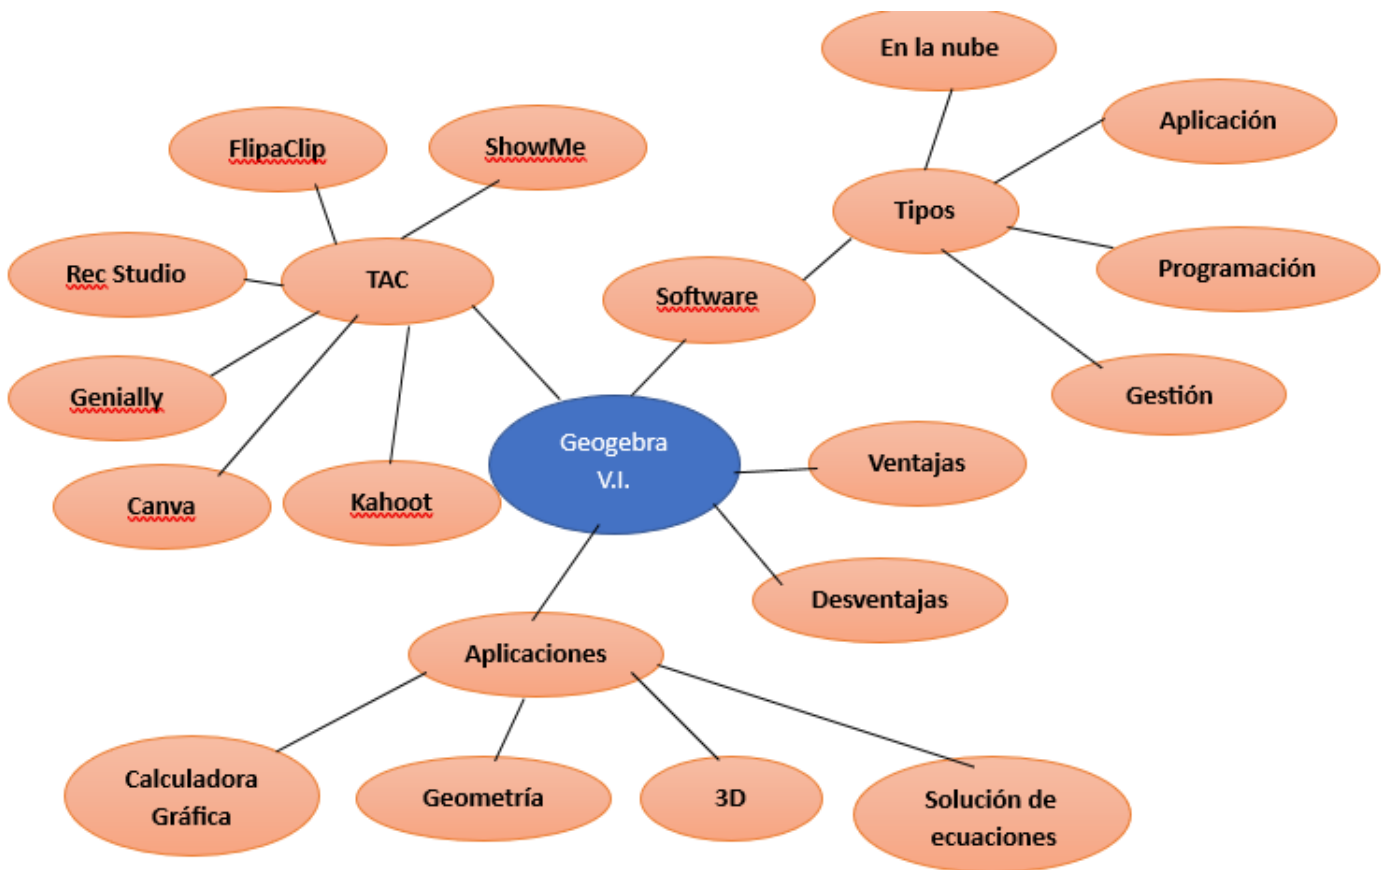 En la nube
Aplicación
FlipaClip
ShowMe
Tipos
Rec Studio
TAC
Programación
Software
Genially
Gestión
Geogebra
V.I.
Ventajas
Canva
Kahoot
Desventajas
Aplicaciones
Calculadora
Gráfica
Geometría
3D
Solución de
ecuaciones